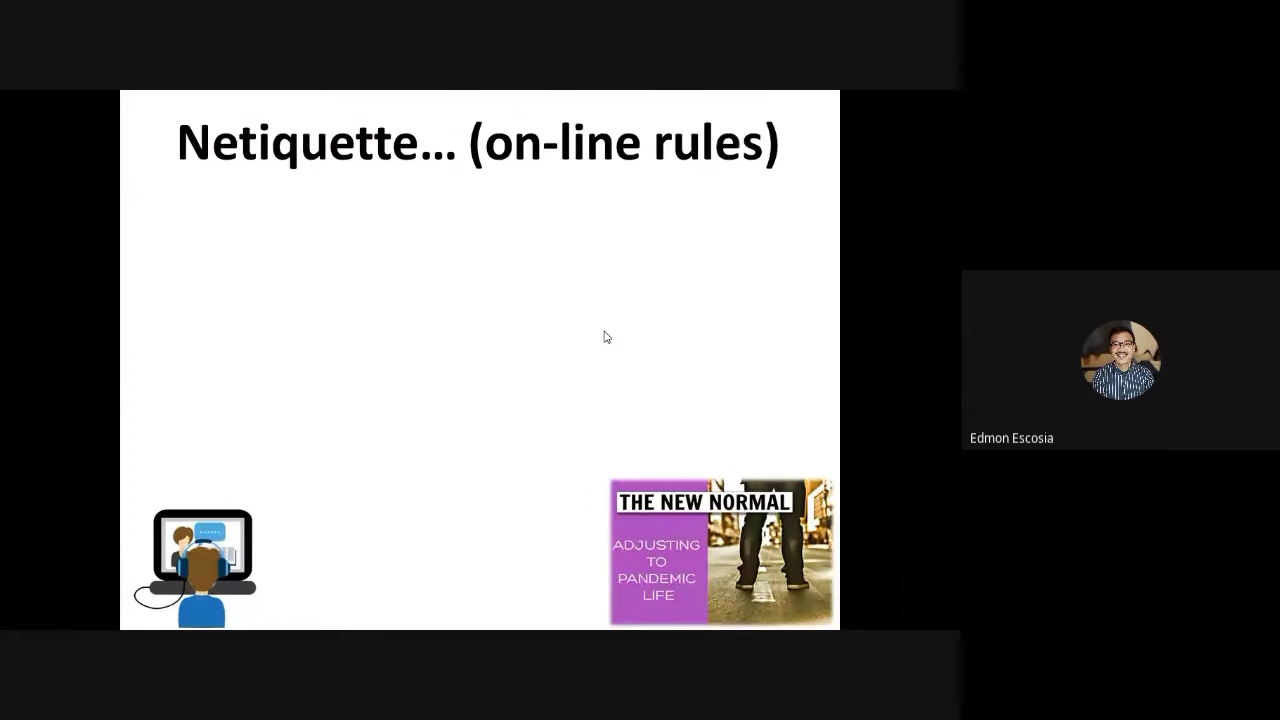 Netiquette... (on-line rules)
THE NEW NORMAL
ADJUSTING
TO
PANDEMIC
LIFE
Edmon Escosia